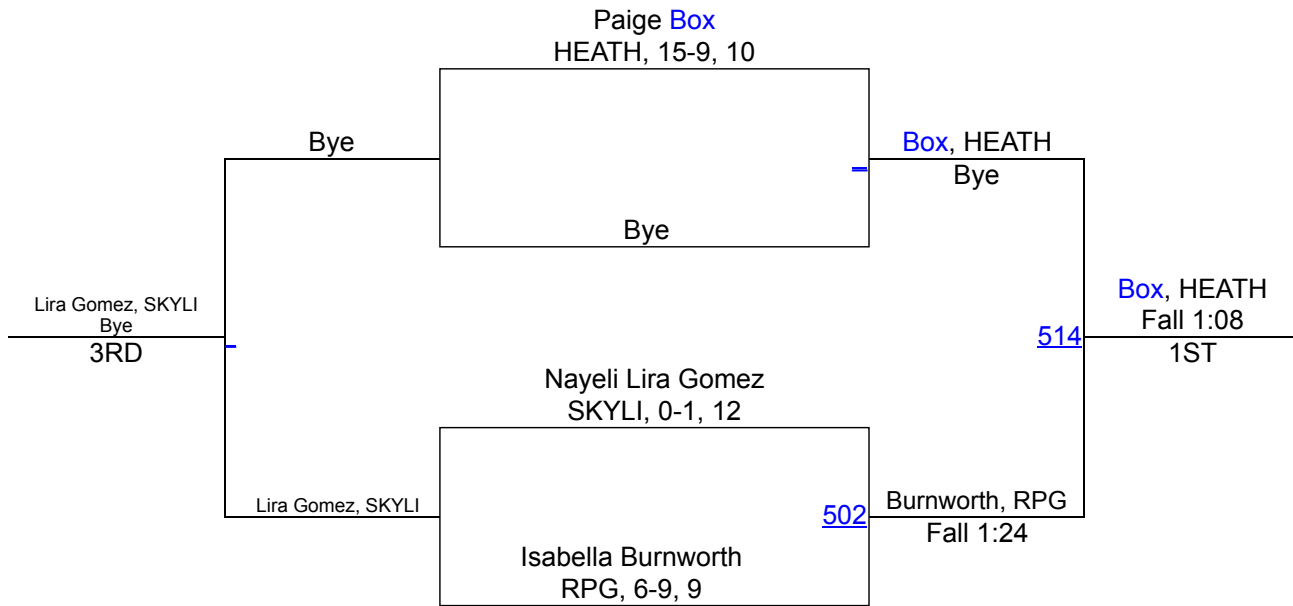 Paige Box
HEATH, 15-9, 10
Bye
Box, HEATH
Bye
Bye
Lira Gomez, SKYLI
Bye
3RD
Box, HEATH
Fall 1:08
514
1ST
Nayeli Lira Gomez
SKYLI, 0-1, 12
Lira Gomez, SKYLI
502
Burnworth, RPG
Fall 1:24
Isabella Burnworth
RPG, 6-9, 9